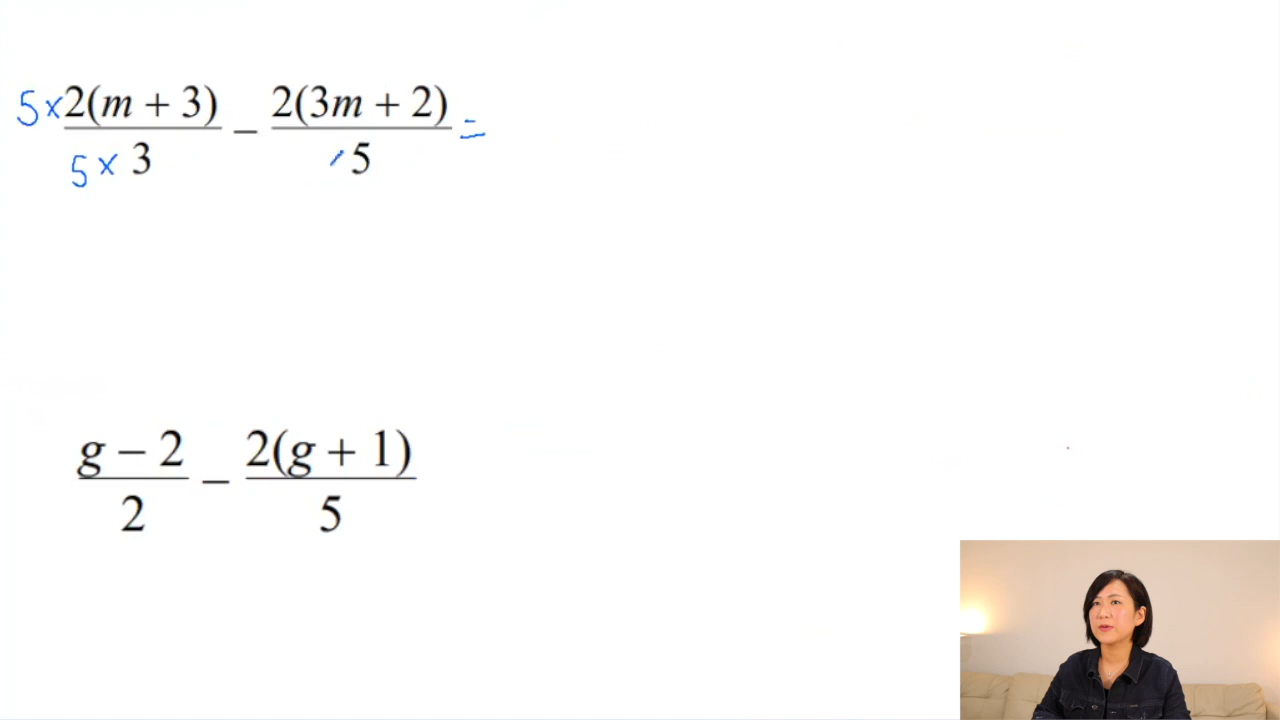 5 × 2(m + 3) / 5 × 3 − 2(3m + 2) / 5 =
g − 2 / 2 − 2(g + 1) / 5